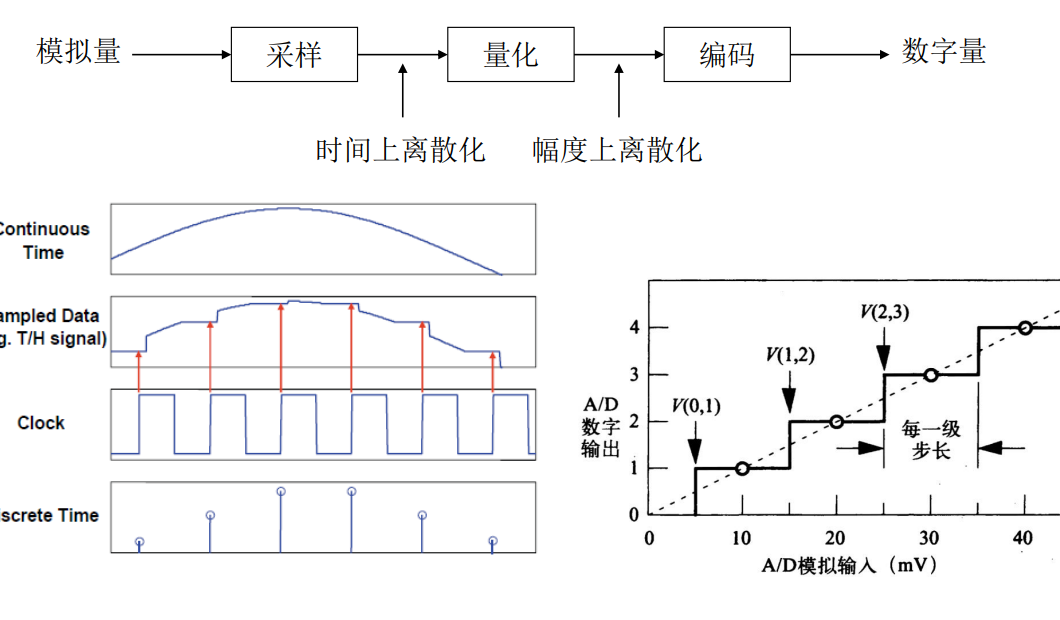 模拟量
采样
量化
编码
数字量
时间上离散化
幅度上离散化
Continuous
Time
ampled Data
g. T/H signal)
Clock
iscrete Time
V(0,1)
V(1,2)
V(2,3)
A/D
数字
输出
4
3
2
1
0
每一级
步长
0 10 20 30 40
A/D模拟输入（mV）